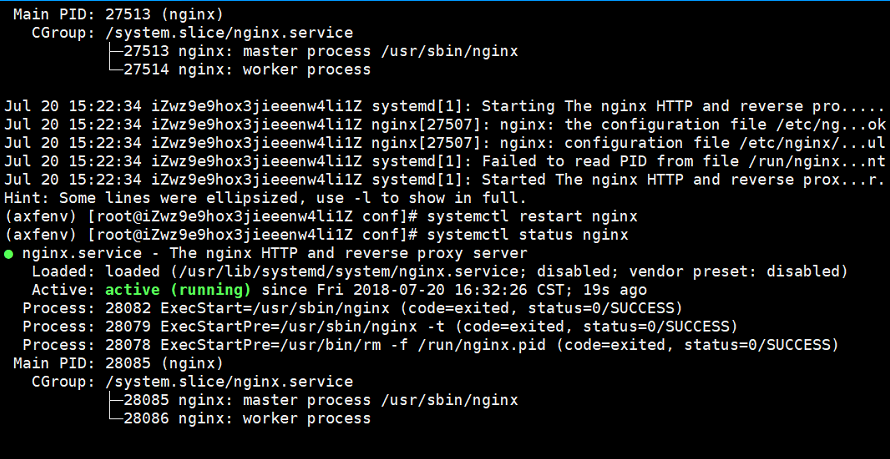 Main PID: 27513 (nginx)
CGroup: /system.slice/nginx.service
├─27513 nginx: master process /usr/sbin/nginx
└─27514 nginx: worker process
Jul 20 15:22:34 iZwz9e9hox3jieeenw4li1Z systemd[1]: Starting The nginx HTTP and reverse pro.....
Jul 20 15:22:34 iZwz9e9hox3jieeenw4li1Z nginx[27507]: nginx: the configuration file /etc/ng...ok
Jul 20 15:22:34 iZwz9e9hox3jieeenw4li1Z nginx[27507]: nginx: configuration file /etc/nginx/...ul
Jul 20 15:22:34 iZwz9e9hox3jieeenw4li1Z systemd[1]: Failed to read PID from file /run/nginx...nt
Jul 20 15:22:34 iZwz9e9hox3jieeenw4li1Z systemd[1]: Started The nginx HTTP and reverse prox...r.
Hint: Some lines were ellipsized, use -l to show in full.
(axfenv) [root@iZwz9e9hox3jieeenw4li1Z conf]# systemctl restart nginx
(axfenv) [root@iZwz9e9hox3jieeenw4li1Z conf]# systemctl status nginx
● nginx.service - The nginx HTTP and reverse proxy server
Loaded: loaded (/usr/lib/systemd/system/nginx.service; disabled; vendor preset: disabled)
Active: active (running) since Fri 2018-07-20 16:32:26 CST; 19s ago
Process: 28082 ExecStart=/usr/sbin/nginx (code=exited, status=0/SUCCESS)
Process: 28079 ExecStartPre=/usr/sbin/nginx -t (code=exited, status=0/SUCCESS)
Process: 28078 ExecStartPre=/usr/bin/rm -f /run/nginx.pid (code=exited, status=0/SUCCESS)
Main PID: 28085 (nginx)
CGroup: /system.slice/nginx.service
├─28085 nginx: master process /usr/sbin/nginx
└─28086 nginx: worker process